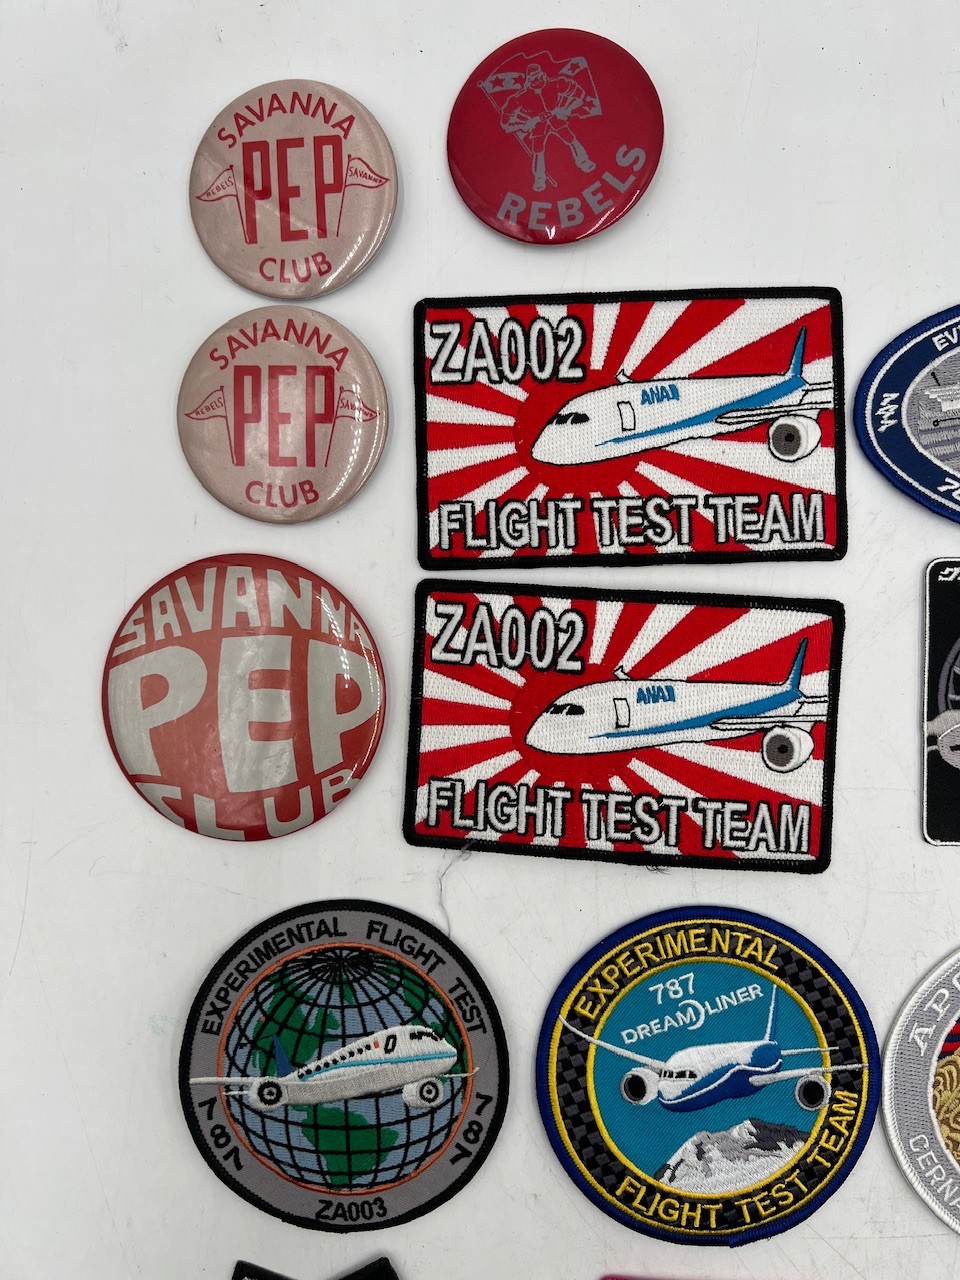 SAVANNA
PEP
REBELS
SAVANNA
CLUB
REBELS
SAVANNA
PEP
REBELS
SAVANNA
CLUB
ZA002
ANA
FLIGHT TEST TEAM
SAVANNA
PEP
CLUB
ZA002
ANA
FLIGHT TEST TEAM
EXPERIMENTAL FLIGHT TEST
787
787
ZA003
EXPERIMENTAL
787
DREAMLINER
FLIGHT TEST TEAM